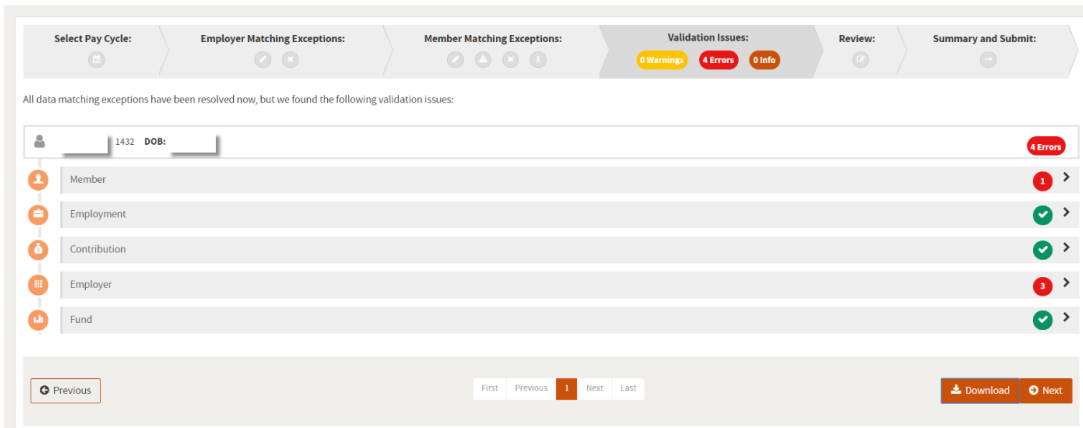 Select Pay Cycle:
Employer Matching Exceptions:
Member Matching Exceptions:
Validation Issues:
0 Warnings
4 Errors
0 Info
Review:
Summary and Submit:
All data matching exceptions have been resolved now, but we found the following validation issues:
1432 DOB:
4 Errors
Member
1
Employment
Contribution
Employer
3
Fund
Previous
First Previous 1 Next Last
Download
Next